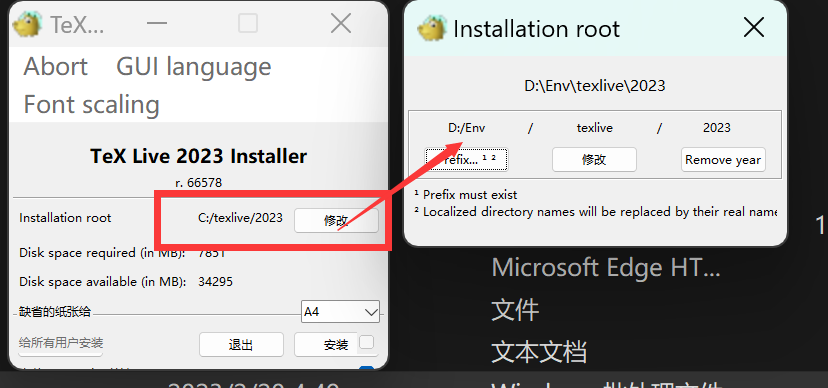 TeX...
Abort GUI language
Font scaling
TeX Live 2023 Installer
r. 66578
Installation root C:/texlive/2023 修改
Disk space required (in MB): 7851
Disk space available (in MB): 34295
缺省的纸张给 A4
给所有用户安装 退出 安装
Installation root
D:\Env\texlive\2023
D:/Env / texlive / 2023
Prefix... ¹ ² 修改 Remove year
¹ Prefix must exist
² Localized directory names will be replaced by their real name
1
Microsoft Edge HT...
文件
文本文档